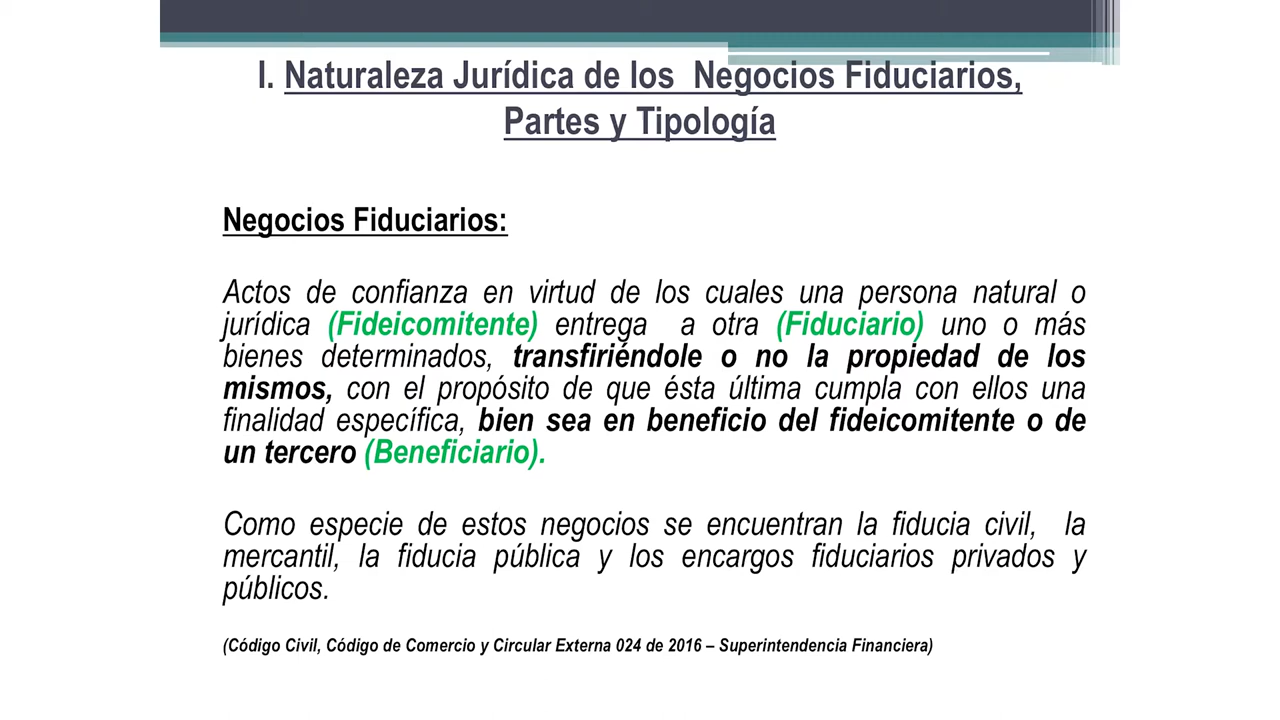 I. Naturaleza Jurídica de los Negocios Fiduciarios,
Partes y Tipología
Negocios Fiduciarios:
Actos de confianza en virtud de los cuales una persona natural o
jurídica (Fideicomitente) entrega a otra (Fiduciario) uno o más
bienes determinados, transfiriéndole o no la propiedad de los
mismos, con el propósito de que ésta última cumpla con ellos una
finalidad específica, bien sea en beneficio del fideicomitente o de
un tercero (Beneficiario).
Como especie de estos negocios se encuentran la fiducia civil, la
mercantil, la fiducia pública y los encargos fiduciarios privados y
públicos.
(Código Civil, Código de Comercio y Circular Externa 024 de 2016 – Superintendencia Financiera)